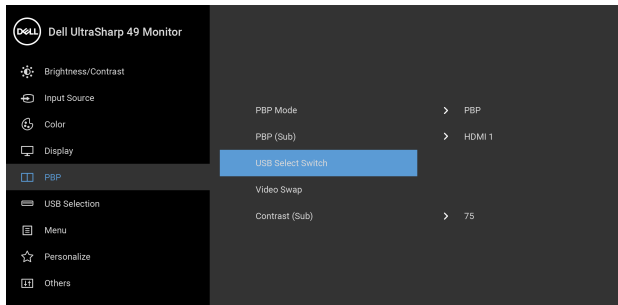 DELL Dell UltraSharp 49 Monitor
Brightness/Contrast
Input Source
Color
Display
PBP
USB Selection
Menu
Personalize
Others
PBP Mode > PBP
PBP (Sub) > HDMI 1
USB Select Switch
Video Swap
Contrast (Sub) > 75